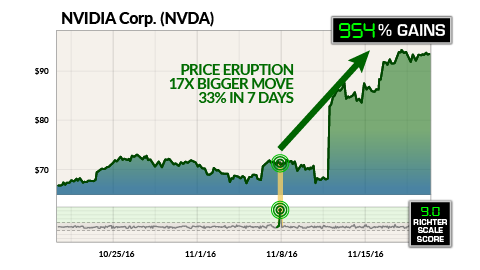 NVIDIA Corp. (NVDA)
954% GAINS
PRICE ERUPTION
17X BIGGER MOVE
33% IN 7 DAYS
$90
$80
$70
9.0
RICHTER
SCALE
SCORE
10/25/16
11/1/16
11/8/16
11/15/16